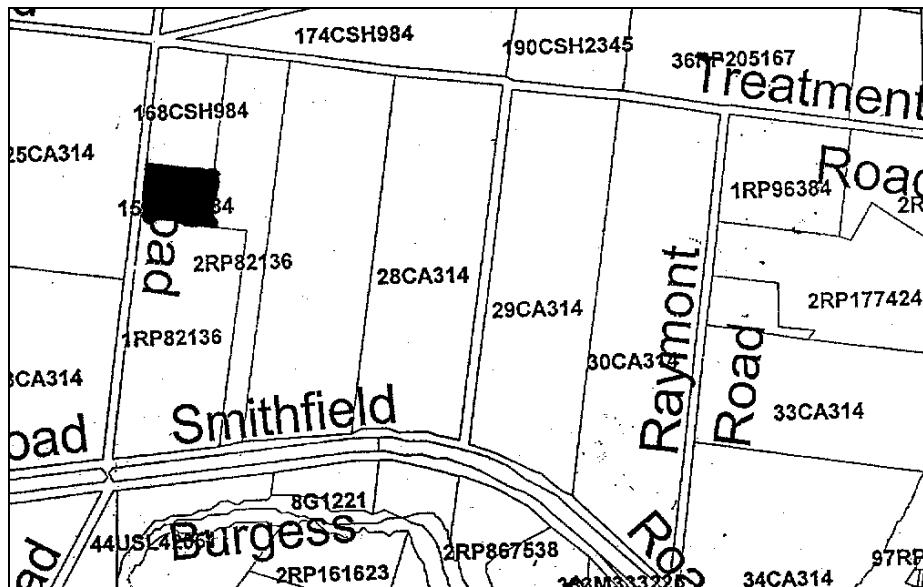 174CSH984
190CSH2345
36RP205167
Treatment
Road
168CSH984
25CA314
1RP96384
2RP82136
28CA314
29CA314
2RP177424
1RP82136
30CA314
Raymont
Road
33CA314
Smithfield
8G1221
Burgess
2RP867538
2RP161623
34CA314